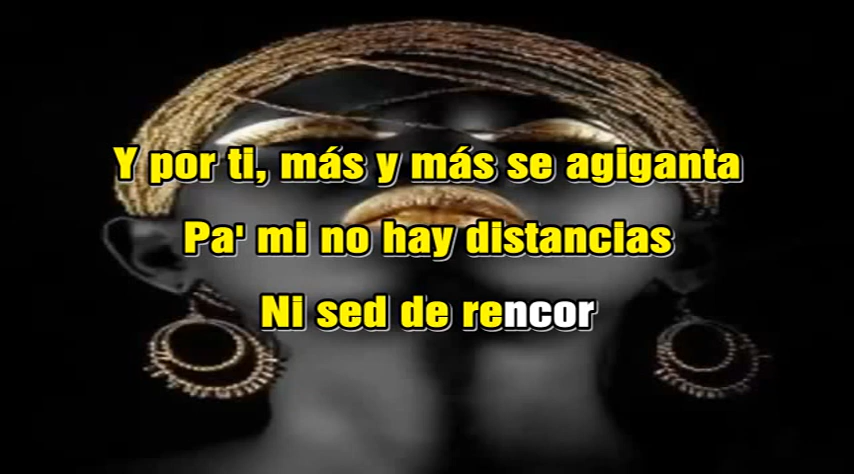 Y por ti, más y más se agiganta
Pa' mi no hay distancias
Ni sed de rencor